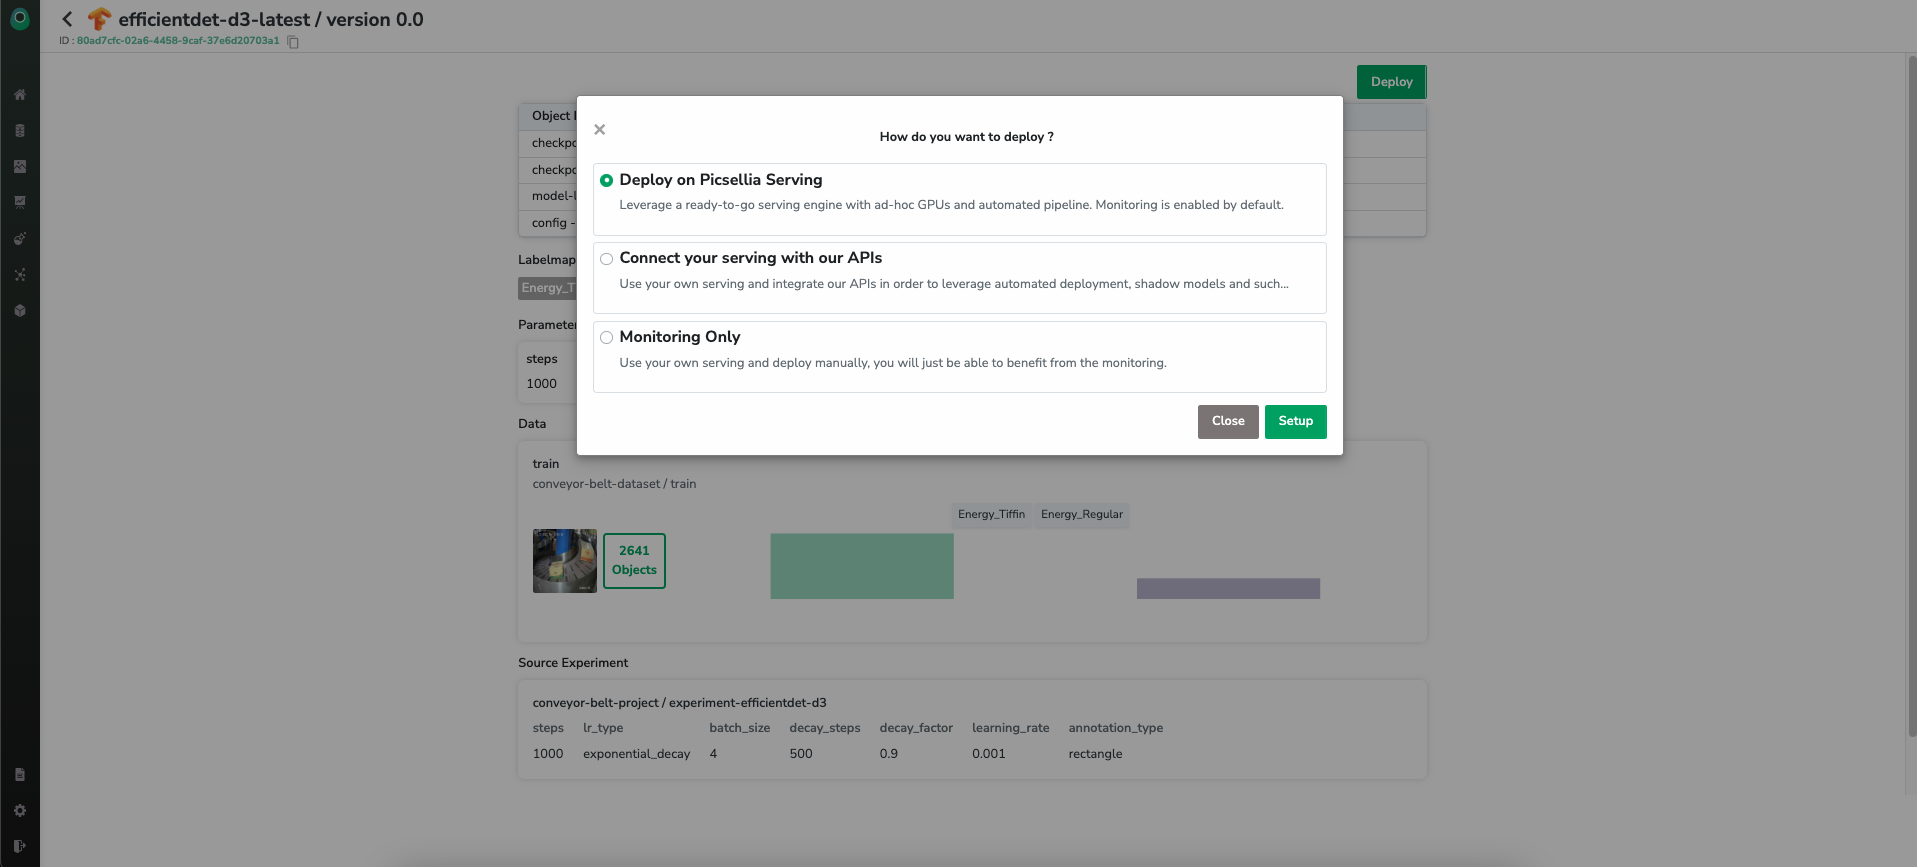 efficientdet-d3-latest / version 0.0
ID : 80ad7cfc-02a6-4458-9caf-37e6d20703a1
Deploy
Object
checkpo
checkpo
model-l
config -
Labelmap
Energy_T
Parameter
steps
1000
How do you want to deploy ?
Deploy on Picsellia Serving
Leverage a ready-to-go serving engine with ad-hoc GPUs and automated pipeline. Monitoring is enabled by default.
Connect your serving with our APIs
Use your own serving and integrate our APIs in order to leverage automated deployment, shadow models and such...
Monitoring Only
Use your own serving and deploy manually, you will just be able to benefit from the monitoring.
Close Setup
Data
train
conveyor-belt-dataset / train
Energy_Tiffin Energy_Regular
2641
Objects
Source Experiment
conveyor-belt-project / experiment-efficientdet-d3
steps lr_type batch_size decay_steps decay_factor learning_rate annotation_type
1000 exponential_decay 4 500 0.9 0.001 rectangle